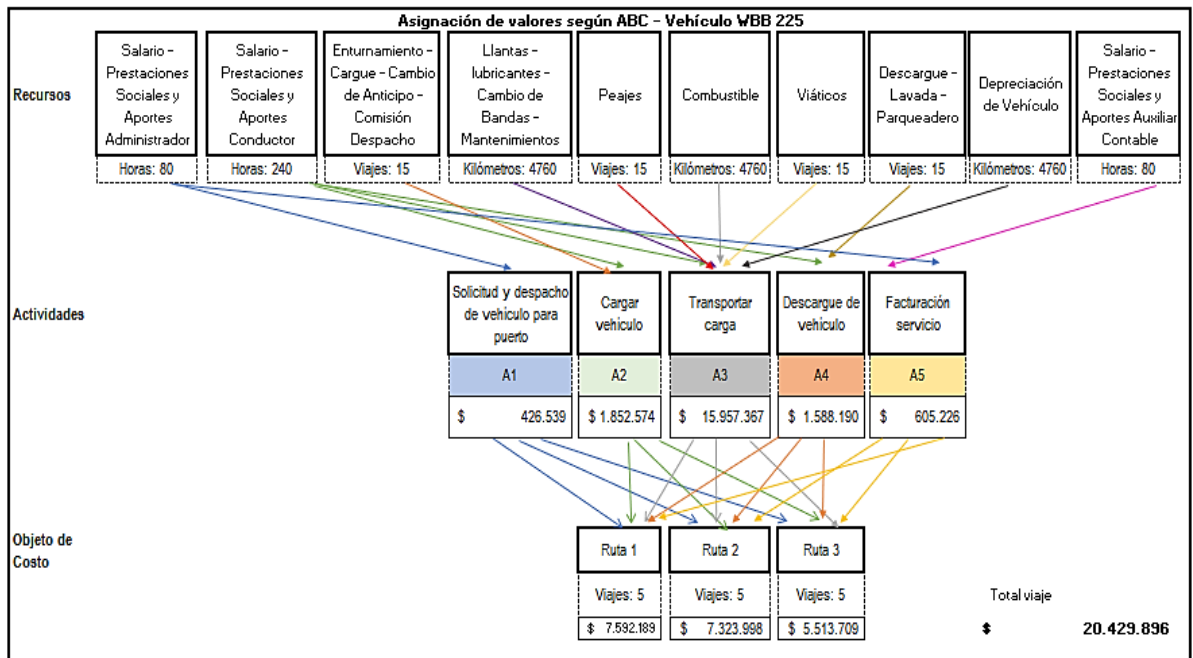 Asignación de valores según ABC - Vehículo WBB 225
Recursos
Salario -
Prestaciones
Sociales y
Aportes
Administrador
Salario -
Prestaciones
Sociales y
Aportes
Conductor
Enturnamiento -
Cargue - Cambio
de Anticipo -
Comisión
Despacho
Llantas -
lubricantes -
Cambio de
Bandas -
Mantenimientos
Peajes
Combustible
Viáticos
Descargue -
Lavada -
Parqueadero
Depreciación
de Vehículo
Salario -
Prestaciones
Sociales y
Aportes Auxiliar
Contable
Horas: 80
Horas: 240
Viajes: 15
Kilómetros: 4760
Viajes: 15
Kilómetros: 4760
Viajes: 15
Viajes: 15
Kilómetros: 4760
Horas: 80
Actividades
Solicitud y despacho
de vehículo para
puerto
Cargar
vehículo
Transportar
carga
Descargue de
vehículo
Facturación
servicio
A1
A2
A3
A4
A5
$ 426.539
$ 1.852.574
$ 15.957.367
$ 1.588.190
$ 605.226
Objeto de
Costo
Ruta 1
Ruta 2
Ruta 3
Viajes: 5
Viajes: 5
Viajes: 5
Total viaje
$ 7.592.189
$ 7.323.998
$ 5.513.709
$ 20.429.896